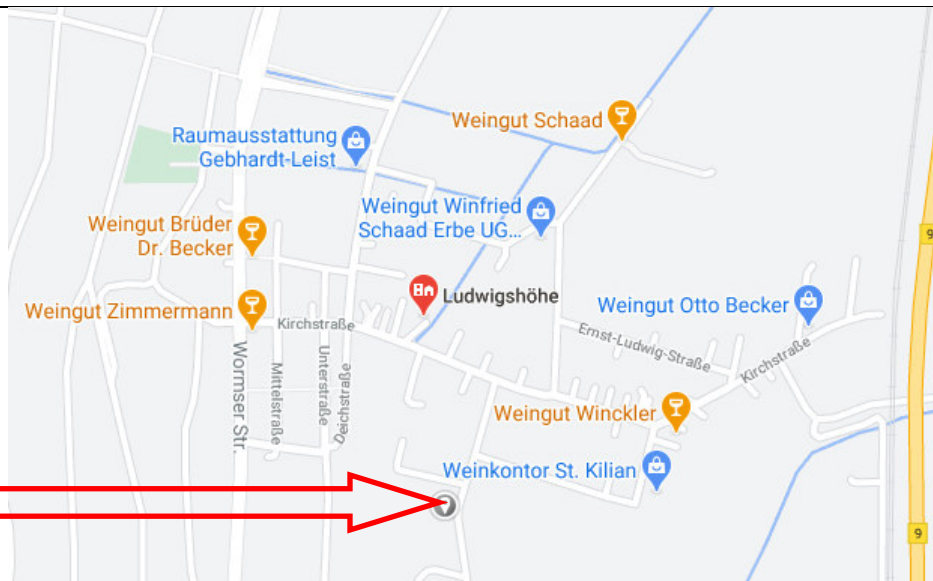 Weingut Schaad
Raumausstattung
Gebhardt-Leist
Weingut Winfried
Schaad Erbe UG...
Weingut Brüder
Dr. Becker
9
Ludwigshöhe
Weingut Otto Becker
Weingut Zimmermann
Kirchstraße
Ernst-Ludwig-Straße
Kirchstraße
Wormser Str.
Mittelstraße
Unterstraße
Deichstraße
Weingut Winckler
Weinkontor St. Kilian
9